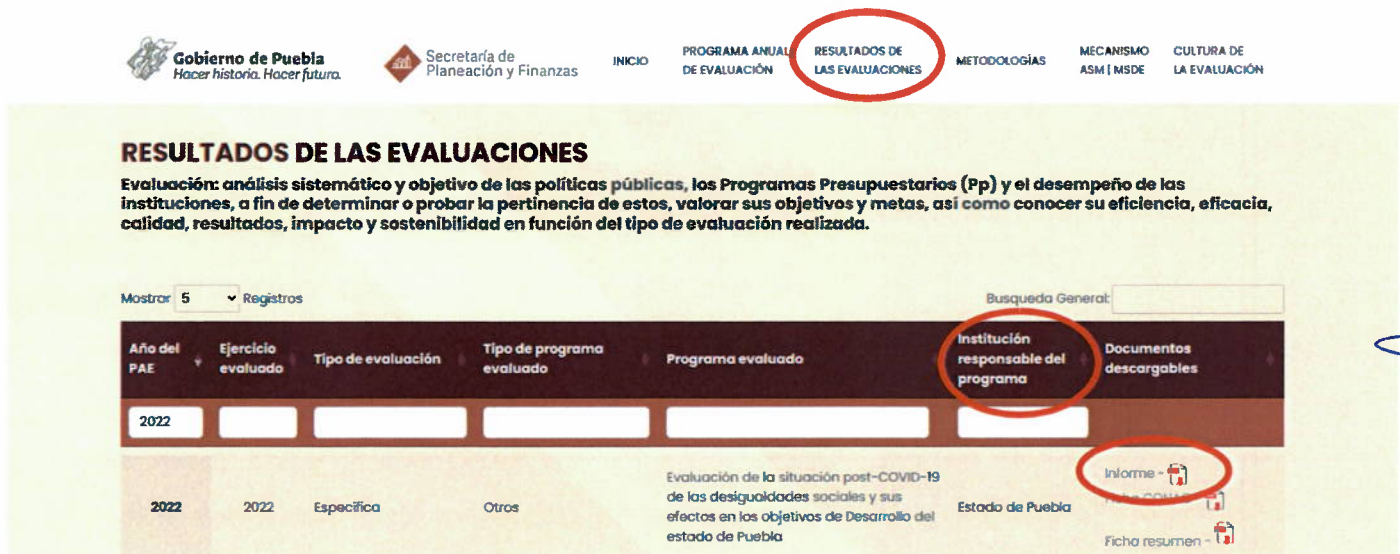 Gobierno de Puebla
Hacer historia. Hacer futuro.
Secretaría de
Planeación y Finanzas
INICIO
PROGRAMA ANUAL
DE EVALUACIÓN
RESULTADOS DE
LAS EVALUACIONES
METODOLOGÍAS
MECANISMO
ASM | MSDE
CULTURA DE
LA EVALUACIÓN
RESULTADOS DE LAS EVALUACIONES
Evaluación: análisis sistemático y objetivo de las políticas públicas, los Programas Presupuestarios (Pp) y el desempeño de las
instituciones, a fin de determinar o probar la pertinencia de estos, valorar sus objetivos y metas, así como conocer su eficiencia, eficacia,
calidad, resultados, impacto y sostenibilidad en función del tipo de evaluación realizada.
Mostrar 5 Registros
Busqueda General:
Año del
PAE
Ejercicio
evaluado
Tipo de evaluación
Tipo de programa
evaluado
Programa evaluado
Institución
responsable del
programa
Documentos
descargables
2022
2022
2022
Específica
Otros
Evaluación de la situación post-COVID-19
de las desigualdades sociales y sus
efectos en los objetivos de Desarrollo del
estado de Puebla
Estado de Puebla
Informe -
Ficha CONAC -
Ficha resumen -